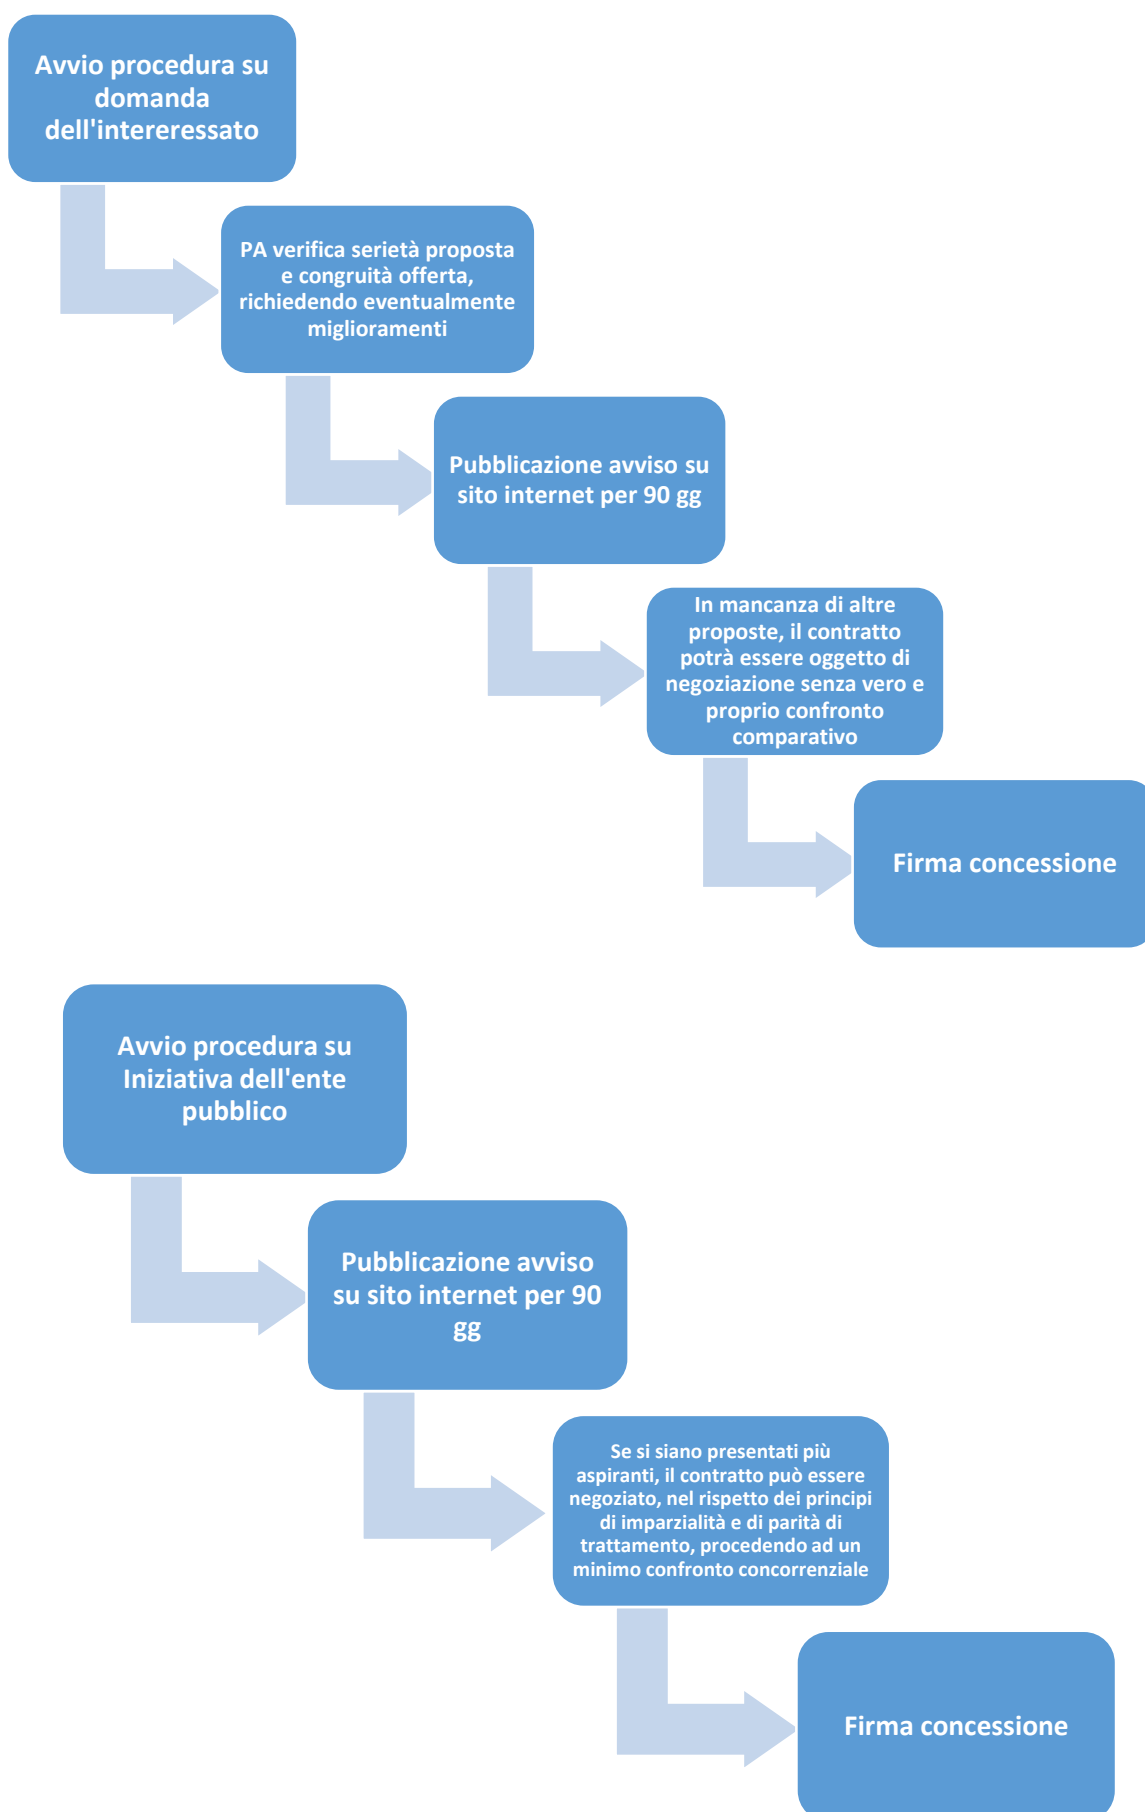 Avvio procedura su
domanda
dell'intereressato
PA verifica serietà proposta
e congruità offerta,
richiedendo eventualmente
miglioramenti
Pubblicazione avviso su
sito internet per 90 gg
In mancanza di altre
proposte, il contratto
potrà essere oggetto di
negoziazione senza vero e
proprio confronto
comparativo
Firma concessione
Avvio procedura su
Iniziativa dell'ente
pubblico
Pubblicazione avviso
su sito internet per 90
gg
Se si siano presentati più
aspiranti, il contratto può essere
negoziato, nel rispetto dei principi
di imparzialità e di parità di
trattamento, procedendo ad un
minimo confronto concorrenziale
Firma concessione